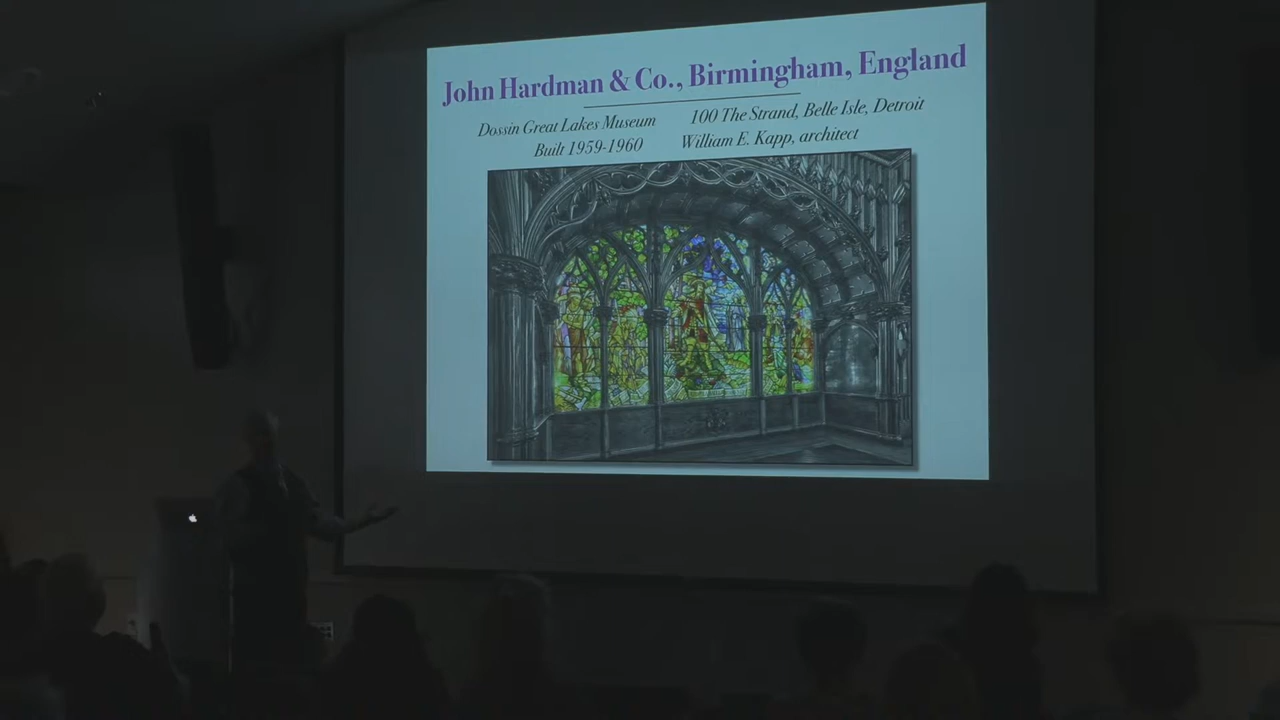 John Hardman & Co., Birmingham, England
Dossin Great Lakes Museum
Built 1959-1960
100 The Strand, Belle Isle, Detroit
William E. Kapp, architect